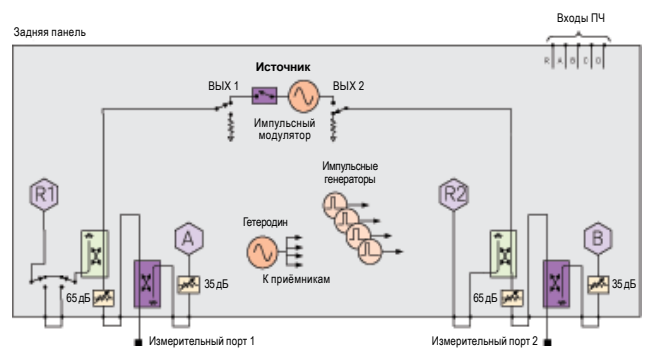 Задняя панель
Входы ПЧ
R A B C D
Источник
ВЫХ 1
ВЫХ 2
Импульсный
модулятор
Импульсные
генераторы
R1
R2
Гетеродин
A
B
К приёмникам
65 дБ
35 дБ
65 дБ
35 дБ
Измерительный порт 1
Измерительный порт 2